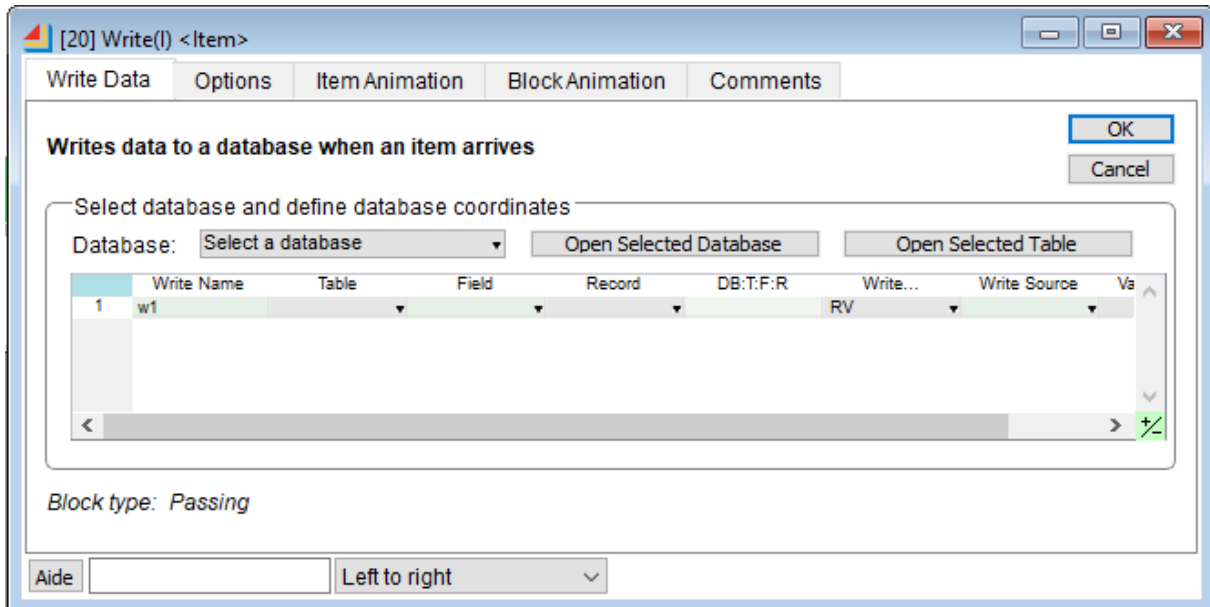 [20] Write(I) <Item>
Write Data Options Item Animation Block Animation Comments
OK
Writes data to a database when an item arrives
Cancel
Select database and define database coordinates
Database: Select a database Open Selected Database Open Selected Table
Write Name Table Field Record DB:T:F:R Write... Write Source Va
1 w1 RV
+/-
Block type: Passing
Aide Left to right